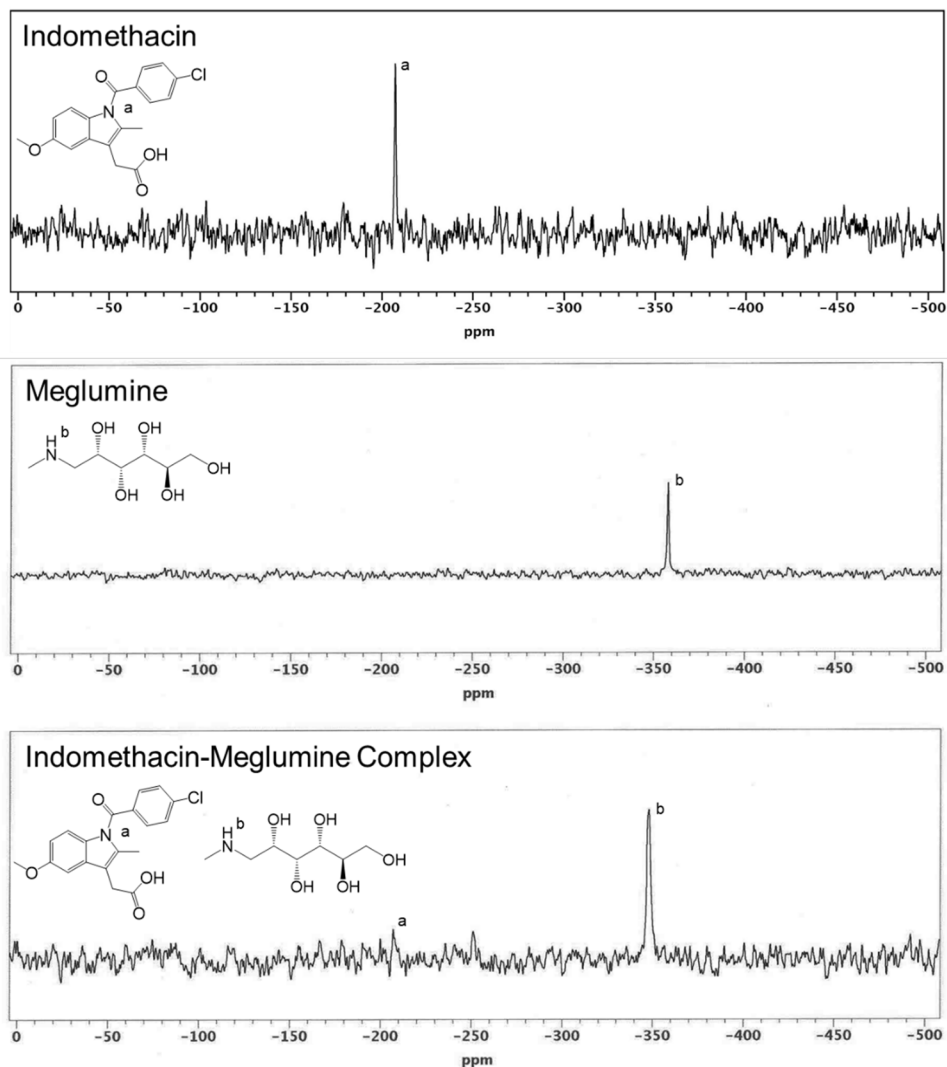 Indomethacin
O
Cl
a
N
O
OH
O
a
0 −50 −100 −150 −200 −250 −300 −350 −400 −450 −500
ppm
Meglumine
H b
N
OH OH
OH
OH OH
b
0 −50 −100 −150 −200 −250 −300 −350 −400 −450 −500
ppm
Indomethacin-Meglumine Complex
O
Cl
a
N
O
OH
O
H b
N
OH OH
OH
OH OH
a
b
0 −50 −100 −150 −200 −250 −300 −350 −400 −450 −500
ppm